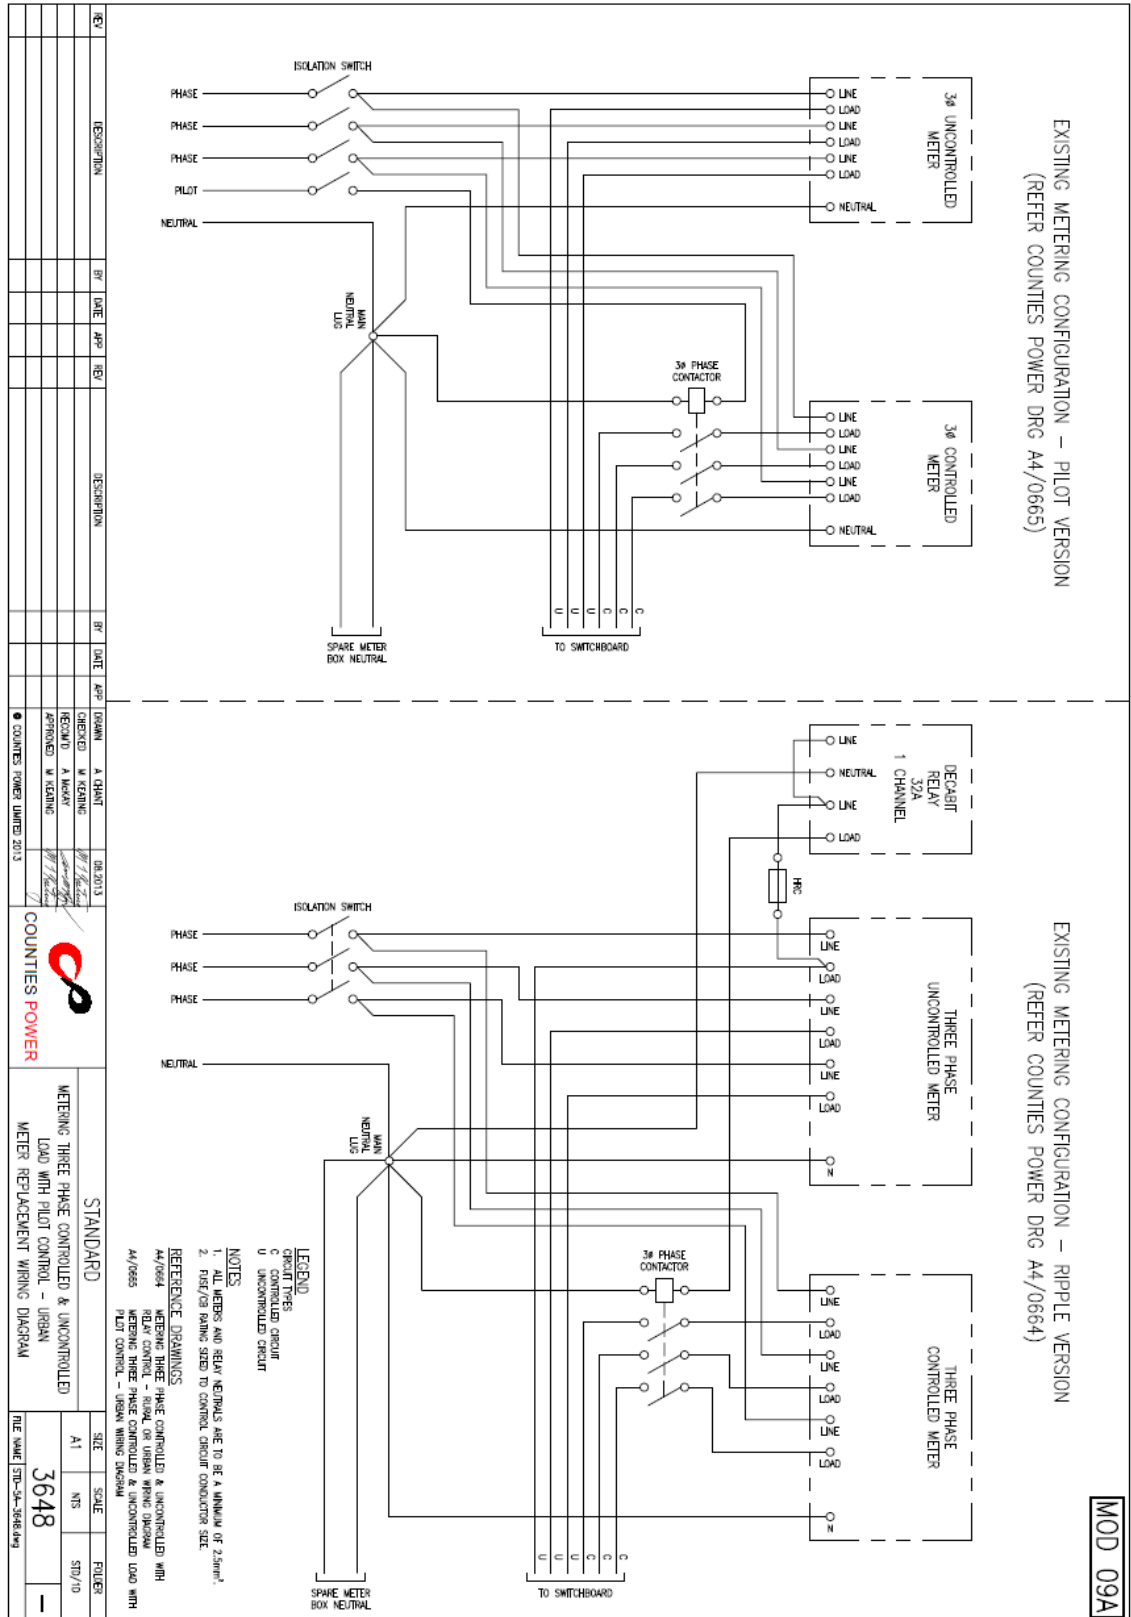 MOD 09A
EXISTING METERING CONFIGURATION – PILOT VERSION
(REFER COUNTIES POWER DRG A4/0665)
ISOLATION SWITCH
PHASE
PHASE
PHASE
PILOT
NEUTRAL
MAIN
NEUTRAL
LUG
3ø UNCONTROLLED
METER
LINE
LOAD
LINE
LOAD
LINE
LOAD
NEUTRAL
3ø PHASE
CONTACTOR
3ø CONTROLLED
METER
LINE
LOAD
LINE
LOAD
LINE
LOAD
NEUTRAL
U
U
U
C
C
C
SPARE METER
BOX NEUTRAL
TO SWITCHBOARD
EXISTING METERING CONFIGURATION – RIPPLE VERSION
(REFER COUNTIES POWER DRG A4/0664)
DECABIT
RELAY
32A
1 CHANNEL
LINE
NEUTRAL
LINE
LOAD
HRC
ISOLATION SWITCH
PHASE
PHASE
PHASE
NEUTRAL
MAIN
NEUTRAL
LUG
THREE PHASE
UNCONTROLLED METER
LINE
LOAD
LINE
LOAD
LINE
LOAD
N
3ø PHASE
CONTACTOR
THREE PHASE
CONTROLLED METER
LINE
LOAD
LINE
LOAD
LINE
LOAD
N
U
U
U
C
C
C
SPARE METER
BOX NEUTRAL
TO SWITCHBOARD
LEGEND
CIRCUIT TYPES
C CONTROLLED CIRCUIT
U UNCONTROLLED CIRCUIT
NOTES
1. ALL METERS AND RELAY NEUTRALS ARE TO BE A MINIMUM OF 2.5mm².
2. FUSE/CB RATING SIZED TO CONTROL CIRCUIT CONDUCTOR SIZE.
REFERENCE DRAWINGS
A4/0664 METERING THREE PHASE CONTROLLED & UNCONTROLLED WITH
RELAY CONTROL – RURAL OR URBAN WIRING DIAGRAM
A4/0665 METERING THREE PHASE CONTROLLED & UNCONTROLLED LOAD WITH
PILOT CONTROL – URBAN WIRING DIAGRAM
REV DESCRIPTION BY DATE APP REV DESCRIPTION BY DATE APP
DRAWN A CHANT 08.2013
CHECKED M KEATING
RECOM'D A McKAY
APPROVED M KEATING
© COUNTIES POWER LIMITED 2013
COUNTIES POWER
STANDARD
METERING THREE PHASE CONTROLLED & UNCONTROLLED
LOAD WITH PILOT CONTROL – URBAN
METER REPLACEMENT WIRING DIAGRAM
SIZE SCALE FOLDER
A1 NTS STD/1D
3648 –
FILE NAME STD-5A-3648.dwg